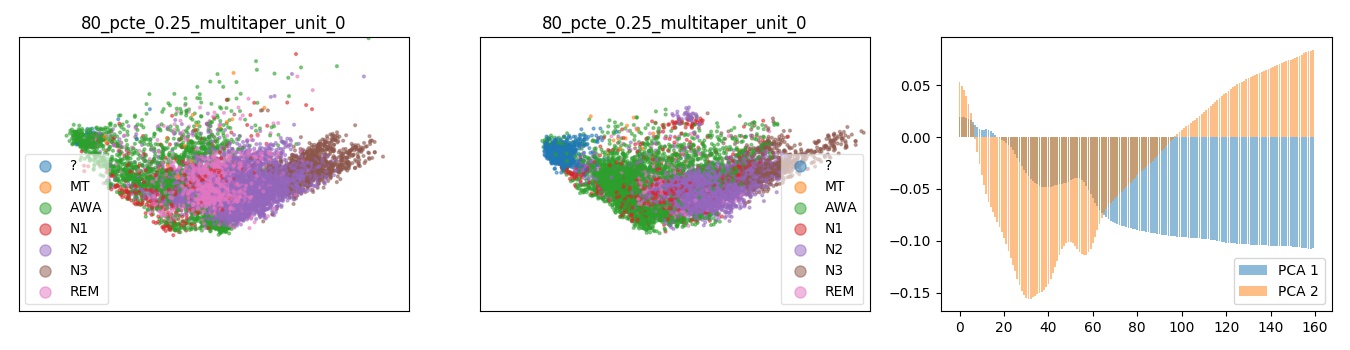 80_pcte_0.25_multitaper_unit_0
?
MT
AWA
N1
N2
N3
REM
80_pcte_0.25_multitaper_unit_0
?
MT
AWA
N1
N2
N3
REM
0.05
0.00
−0.05
−0.10
−0.15
0 20 40 60 80 100 120 140 160
PCA 1
PCA 2